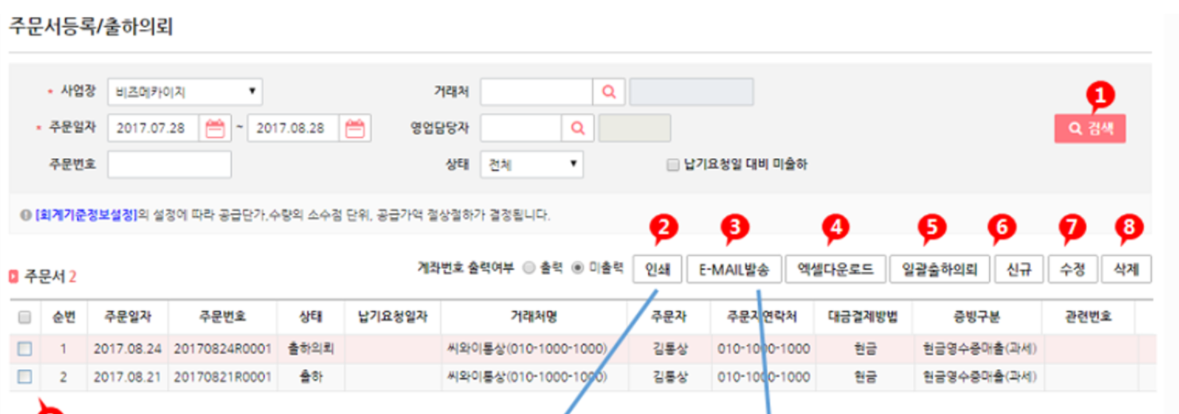 주문서등록/출하의뢰
사업장 비즈메카이지 거래처 1
주문일자 2017.07.28 ~ 2017.08.28 영업담당자 검색
주문번호 상태 전체 납기요청일 대비 미출하
[회계기준정보설정]의 설정에 따라 공급단가,수량의 소수점 단위, 공급가액 절상절하가 결정됩니다.
2 3 4 5 6 7 8
주문서 2 계좌번호 출력여부 출력 미출력 인쇄 E-MAIL발송 엑셀다운로드 일괄출하의뢰 신규 수정 삭제
순번 주문일자 주문번호 상태 납기요청일자 거래처명 주문자 주문자연락처 대금결제방법 증빙구분 관련번호
1 2017.08.24 20170824R0001 출하의뢰 씨와이통상(010-1000-1000) 김통상 010-1000-1000 현금 현금영수증매출(과세)
2 2017.08.21 20170821R0001 출하 씨와이통상(010-1000-1000) 김통상 010-1000-1000 현금 현금영수증매출(과세)